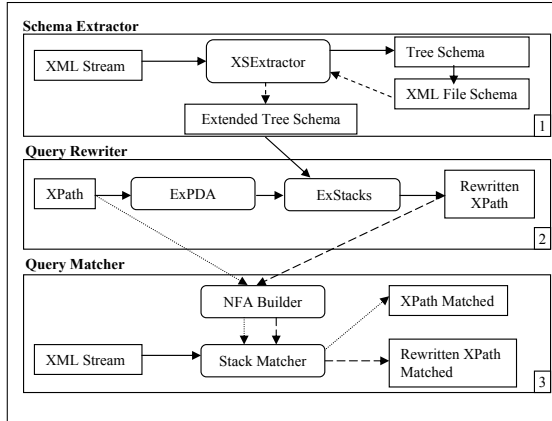 Schema Extractor
XML Stream
XSExtractor
Tree Schema
XML File Schema
Extended Tree Schema
1
Query Rewriter
XPath
ExPDA
ExStacks
Rewritten
XPath
2
Query Matcher
NFA Builder
XPath Matched
XML Stream
Stack Matcher
Rewritten XPath
Matched
3